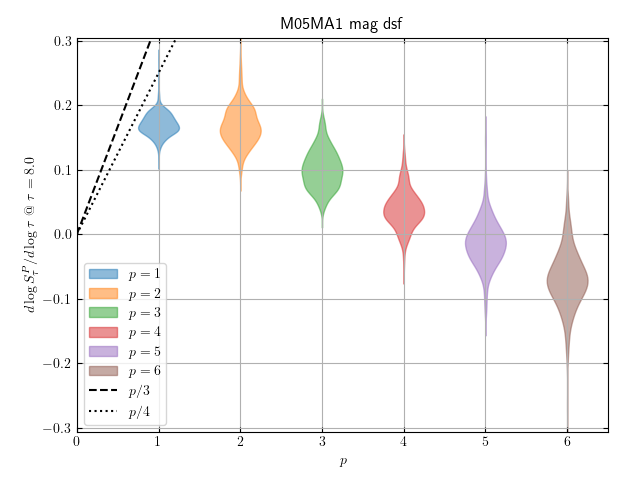 M05MA1 mag dsf
d log S_τ^P / d log τ @ τ = 8.0
0.3
0.2
0.1
0.0
−0.1
−0.2
−0.3
p = 1
p = 2
p = 3
p = 4
p = 5
p = 6
p/3
p/4
0 1 2 3 4 5 6
p